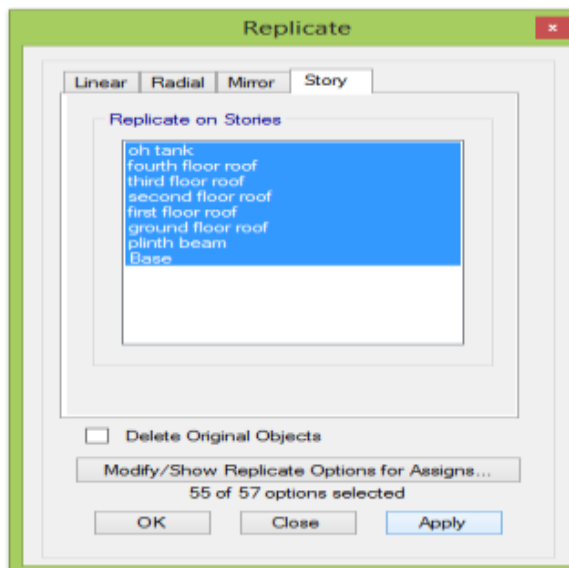 Replicate
Linear Radial Mirror Story
Replicate on Stories
oh tank
fourth floor roof
third floor roof
second floor roof
first floor roof
ground floor roof
plinth beam
Base
Delete Original Objects
Modify/Show Replicate Options for Assigns...
55 of 57 options selected
OK Close Apply